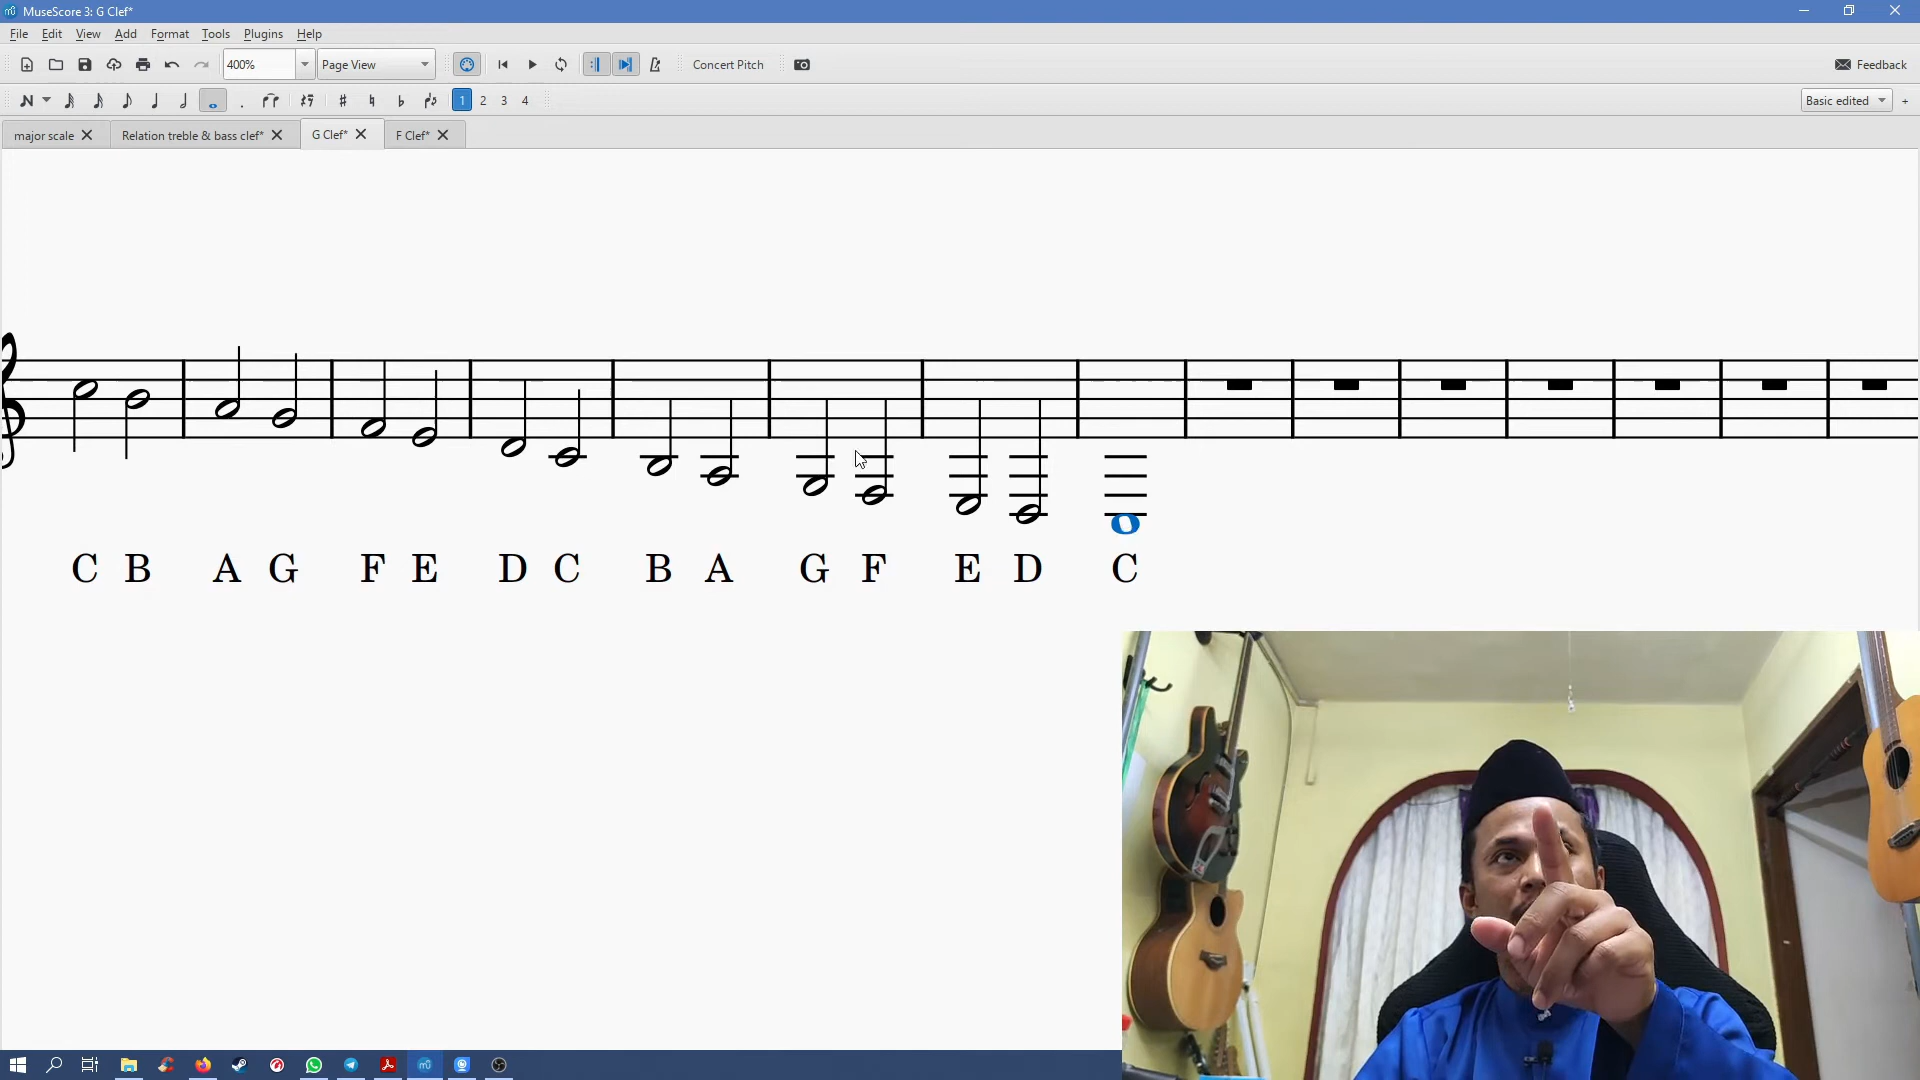 MuseScore 3: G Clef*
File Edit View Add Format Tools Plugins Help
400% Page View Concert Pitch Feedback
1 2 3 4 Basic edited
major scale Relation treble & bass clef* G Clef* F Clef*
C B A G F E D C B A G F E D C